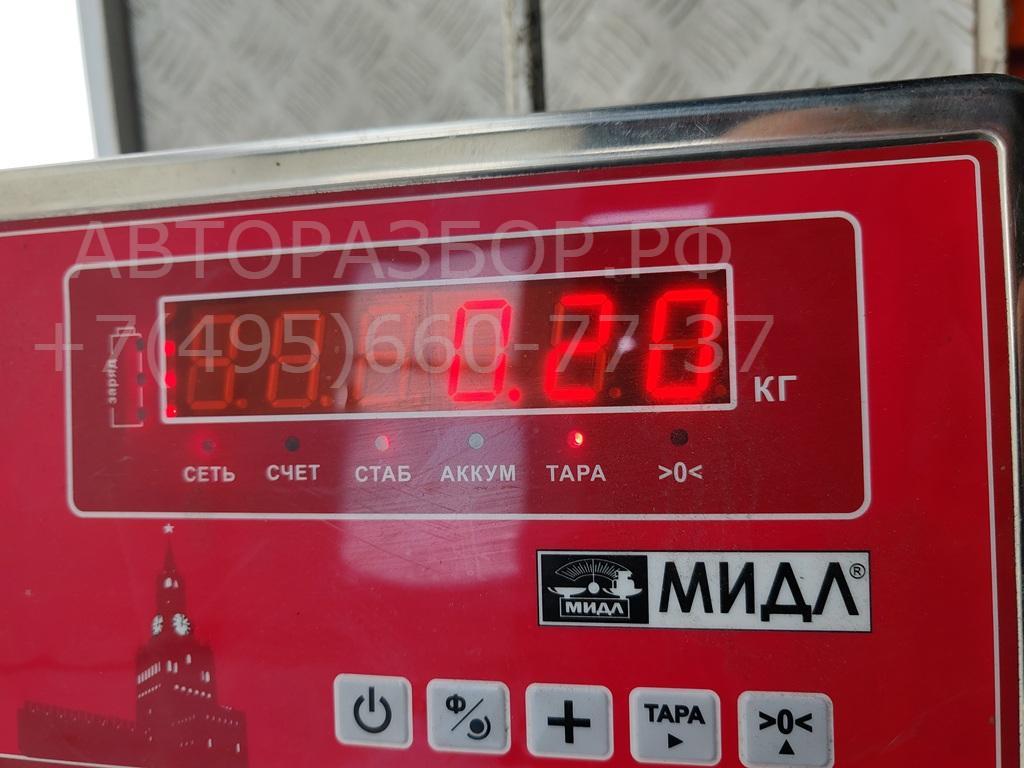 АВТОРАЗБОР.РФ
+7(495)660-77-37
заряд
0.20 КГ
СЕТЬ СЧЕТ СТАБ АККУМ ТАРА >0<
МИДЛ МИДЛ®
Ф/ + ТАРА >0<